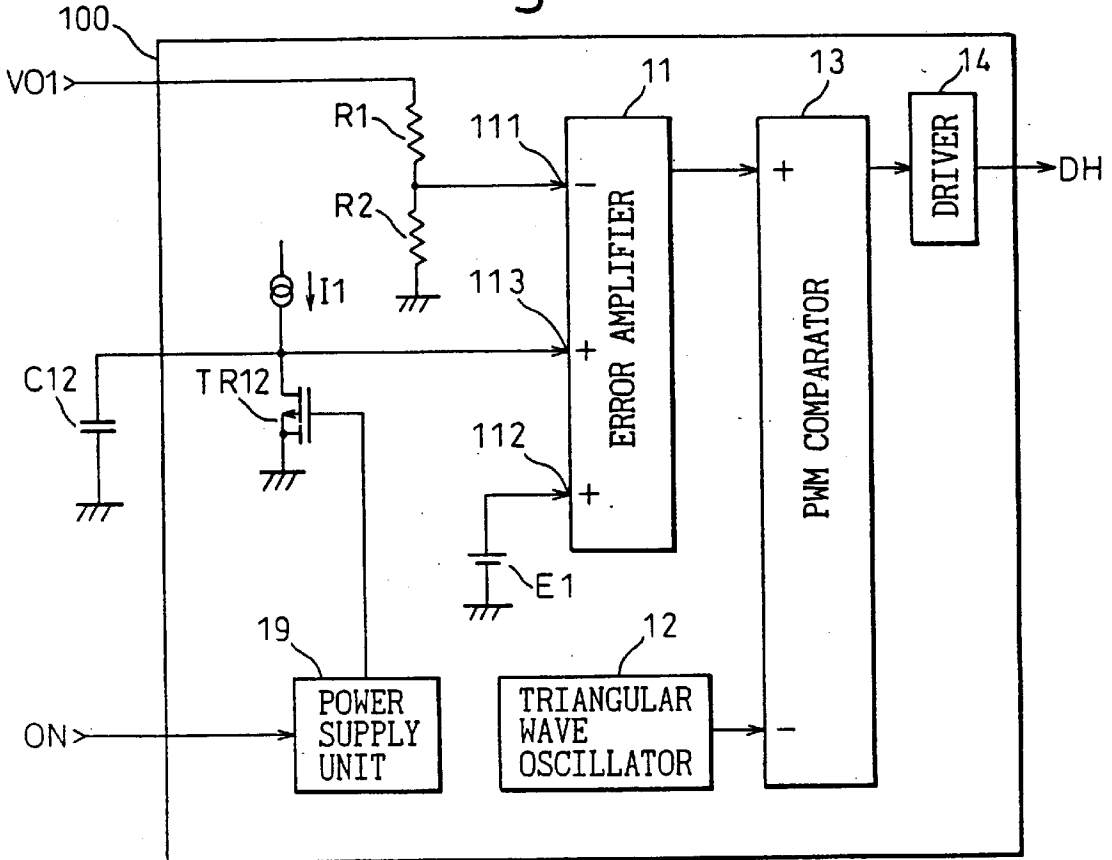 100
VO1
R1
R2
111
11
13
14
-
+
DRIVER
DH
I1
113
+
ERROR AMPLIFIER
PWM COMPARATOR
C12
TR12
112
+
E1
19
12
POWER
SUPPLY
UNIT
TRIANGULAR
WAVE
OSCILLATOR
-
ON